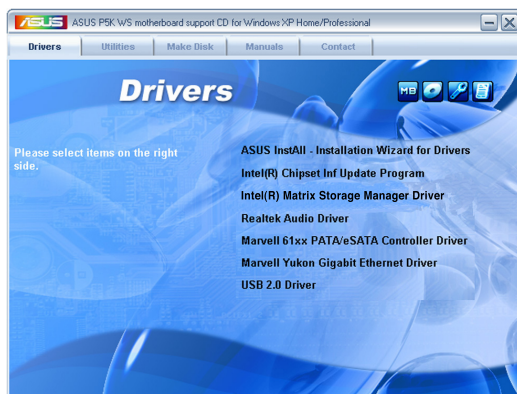 ASUS ASUS P5K WS motherboard support CD for Windows XP Home/Professional
Drivers Utilities Make Disk Manuals Contact
Drivers
MB
Please select items on the right
side.
ASUS InstAll - Installation Wizard for Drivers
Intel(R) Chipset Inf Update Program
Intel(R) Matrix Storage Manager Driver
Realtek Audio Driver
Marvell 61xx PATA/eSATA Controller Driver
Marvell Yukon Gigabit Ethernet Driver
USB 2.0 Driver